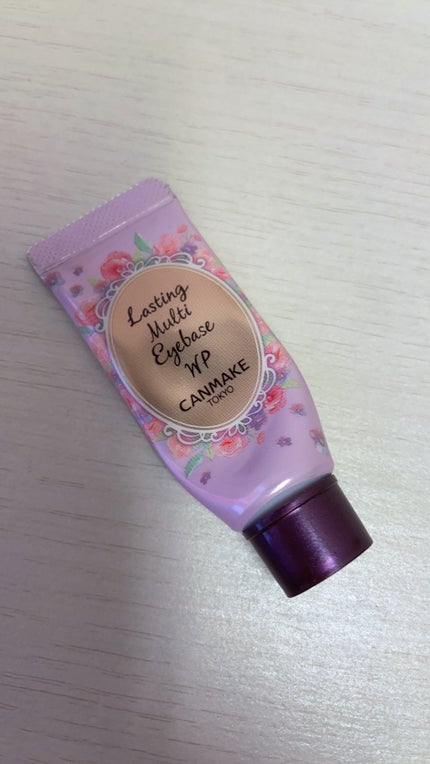 Lasting
Multi
Eyebase
WP
CANMAKE
TOKYO